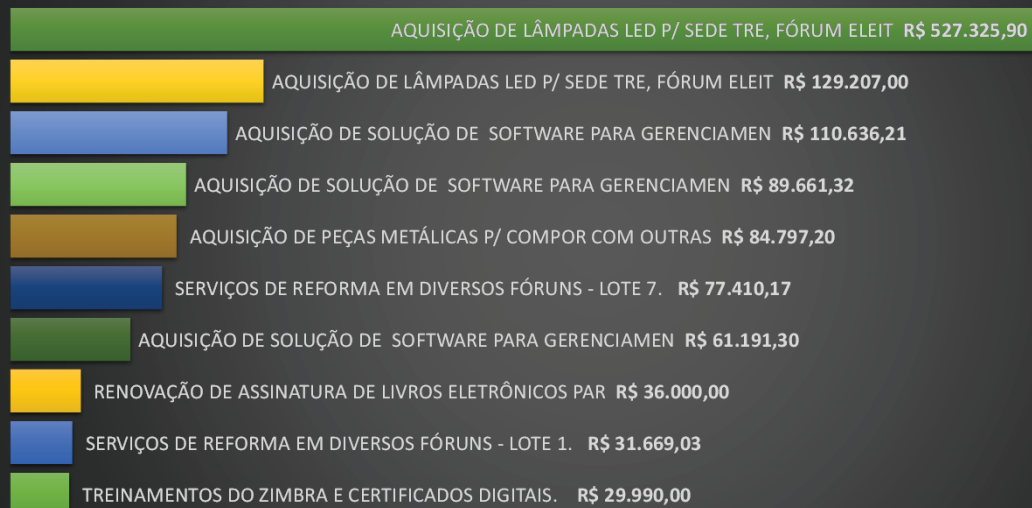 AQUISIÇÃO DE LÂMPADAS LED P/ SEDE TRE, FÓRUM ELEIT R$ 527.325,90
AQUISIÇÃO DE LÂMPADAS LED P/ SEDE TRE, FÓRUM ELEIT R$ 129.207,00
AQUISIÇÃO DE SOLUÇÃO DE  SOFTWARE PARA GERENCIAMEN R$ 110.636,21
AQUISIÇÃO DE SOLUÇÃO DE  SOFTWARE PARA GERENCIAMEN R$ 89.661,32
AQUISIÇÃO DE PEÇAS METÁLICAS P/ COMPOR COM OUTRAS R$ 84.797,20
SERVIÇOS DE REFORMA EM DIVERSOS FÓRUNS - LOTE 7. R$ 77.410,17
AQUISIÇÃO DE SOLUÇÃO DE  SOFTWARE PARA GERENCIAMEN R$ 61.191,30
RENOVAÇÃO DE ASSINATURA DE LIVROS ELETRÔNICOS PAR R$ 36.000,00
SERVIÇOS DE REFORMA EM DIVERSOS FÓRUNS - LOTE 1. R$ 31.669,03
TREINAMENTOS DO ZIMBRA E CERTIFICADOS DIGITAIS. R$ 29.990,00